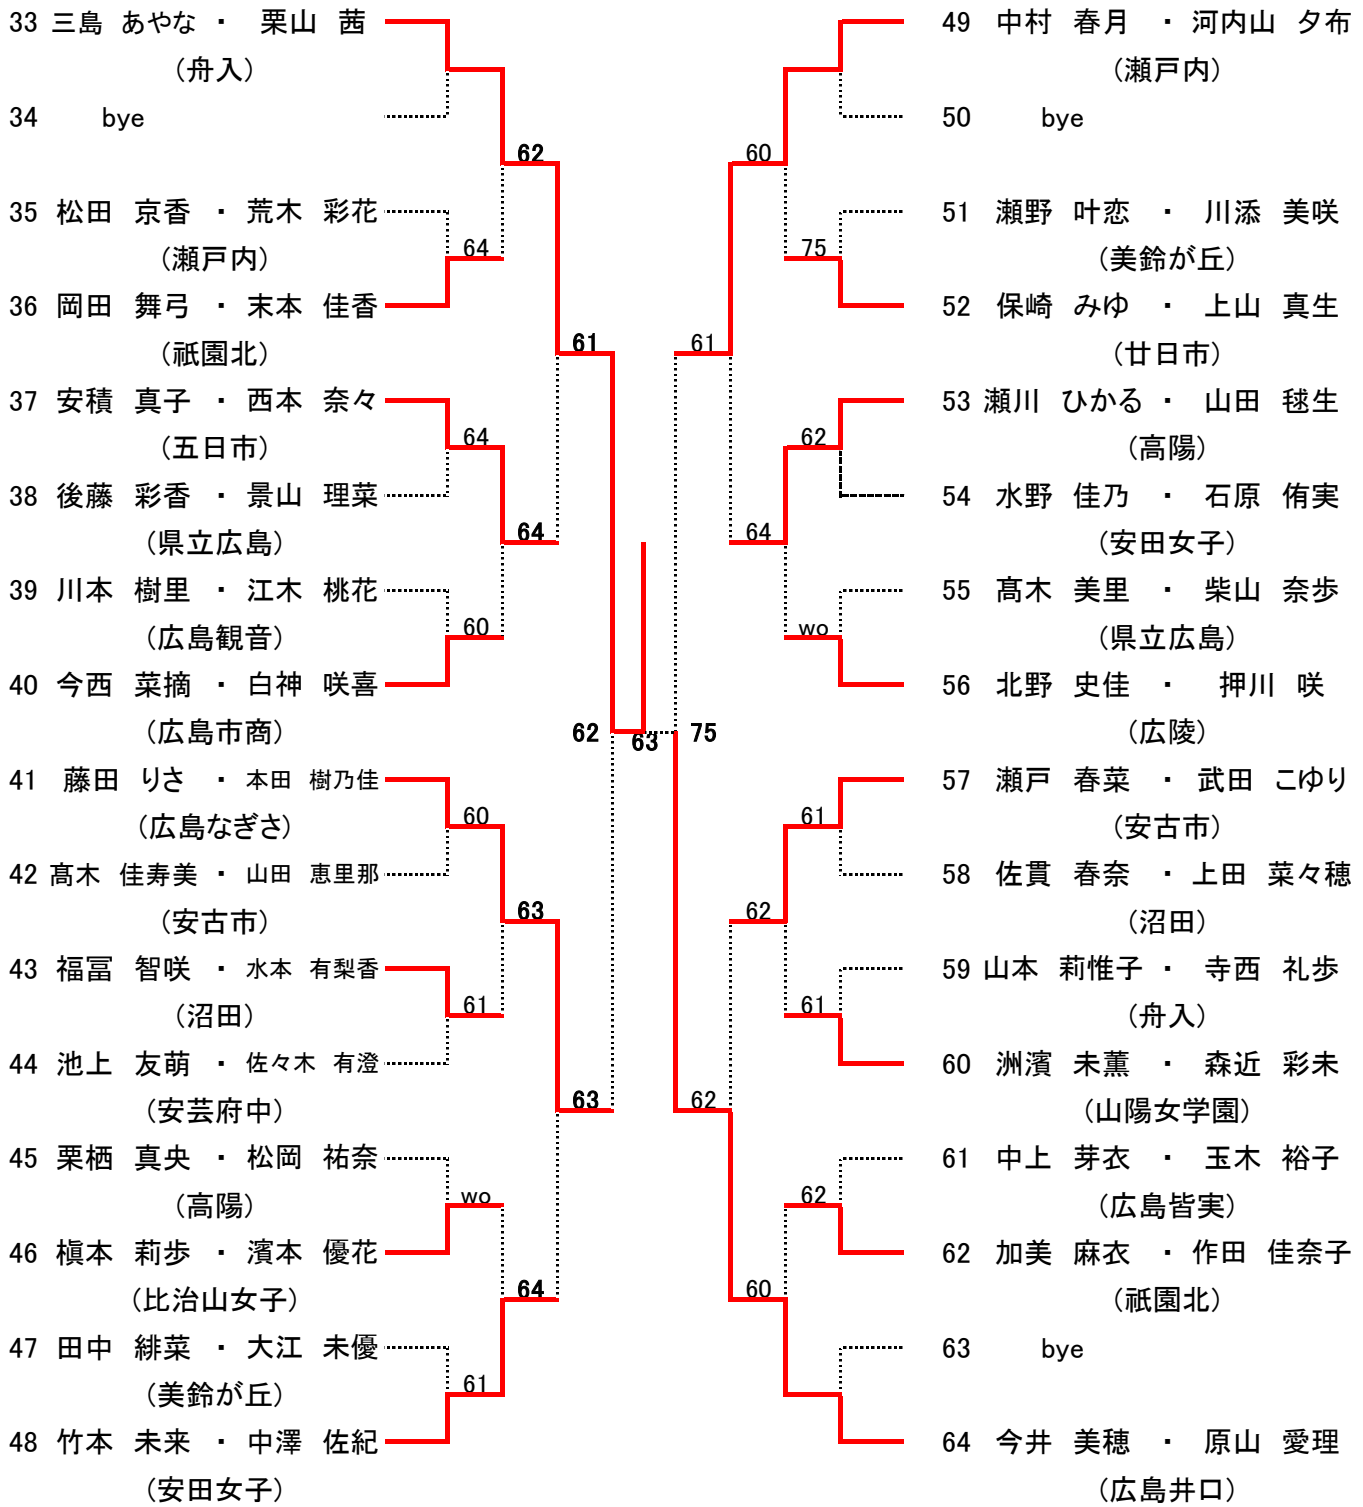 33 三島 あやな ・ 栗山 茜
(舟入)
34 bye
35 松田 京香 ・ 荒木 彩花
(瀬戸内)
36 岡田 舞弓 ・ 末本 佳香
(祇園北)
37 安積 真子 ・ 西本 奈々
(五日市)
38 後藤 彩香 ・ 景山 理菜
(県立広島)
39 川本 樹里 ・ 江木 桃花
(広島観音)
40 今西 菜摘 ・ 白神 咲喜
(広島市商)
41 藤田 りさ ・ 本田 樹乃佳
(広島なぎさ)
42 髙木 佳寿美 ・ 山田 恵里那
(安古市)
43 福冨 智咲 ・ 水本 有梨香
(沼田)
44 池上 友萌 ・ 佐々木 有澄
(安芸府中)
45 栗栖 真央 ・ 松岡 祐奈
(高陽)
46 槇本 莉歩 ・ 濱本 優花
(比治山女子)
47 田中 緋菜 ・ 大江 未優
(美鈴が丘)
48 竹本 未来 ・ 中澤 佐紀
(安田女子)
64
64
60
60
61
wo
61
62
64
63
64
61
63
62
63
75
61
62
60
64
62
60
75
62
wo
61
61
62
49 中村 春月 ・ 河内山 夕布
(瀬戸内)
50 bye
51 瀬野 叶恋 ・ 川添 美咲
(美鈴が丘)
52 保崎 みゆ ・ 上山 真生
(廿日市)
53 瀬川 ひかる ・ 山田 毬生
(高陽)
54 水野 佳乃 ・ 石原 侑実
(安田女子)
55 髙木 美里 ・ 柴山 奈歩
(県立広島)
56 北野 史佳 ・ 押川 咲
(広陵)
57 瀬戸 春菜 ・ 武田 こゆり
(安古市)
58 佐貫 春奈 ・ 上田 菜々穂
(沼田)
59 山本 莉惟子 ・ 寺西 礼歩
(舟入)
60 洲濱 未薫 ・ 森近 彩未
(山陽女学園)
61 中上 芽衣 ・ 玉木 裕子
(広島皆実)
62 加美 麻衣 ・ 作田 佳奈子
(祇園北)
63 bye
64 今井 美穂 ・ 原山 愛理
(広島井口)